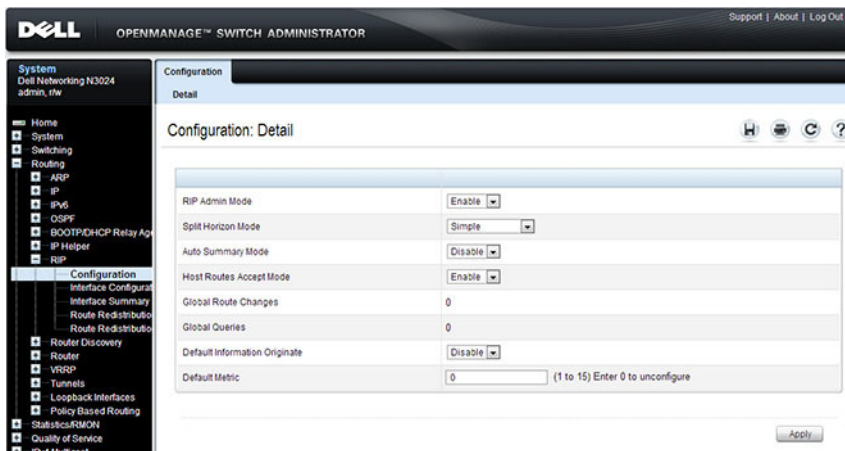 Support | About | Log Out
DELL OPENMANAGE™ SWITCH ADMINISTRATOR
System
Dell Networking N3024
admin, r/w
Home
System
Switching
Routing
ARP
IP
IPv6
OSPF
BOOTP/DHCP Relay Age
IP Helper
RIP
Configuration
Interface Configurat
Interface Summary
Route Redistributio
Route Redistributio
Router Discovery
Router
VRRP
Tunnels
Loopback Interfaces
Policy Based Routing
Statistics/RMON
Quality of Service
Configuration
Detail
Configuration: Detail
C ?
RIP Admin Mode Enable
Split Horizon Mode Simple
Auto Summary Mode Disable
Host Routes Accept Mode Enable
Global Route Changes 0
Global Queries 0
Default Information Originate Disable
Default Metric 0 (1 to 15) Enter 0 to unconfigure
Apply